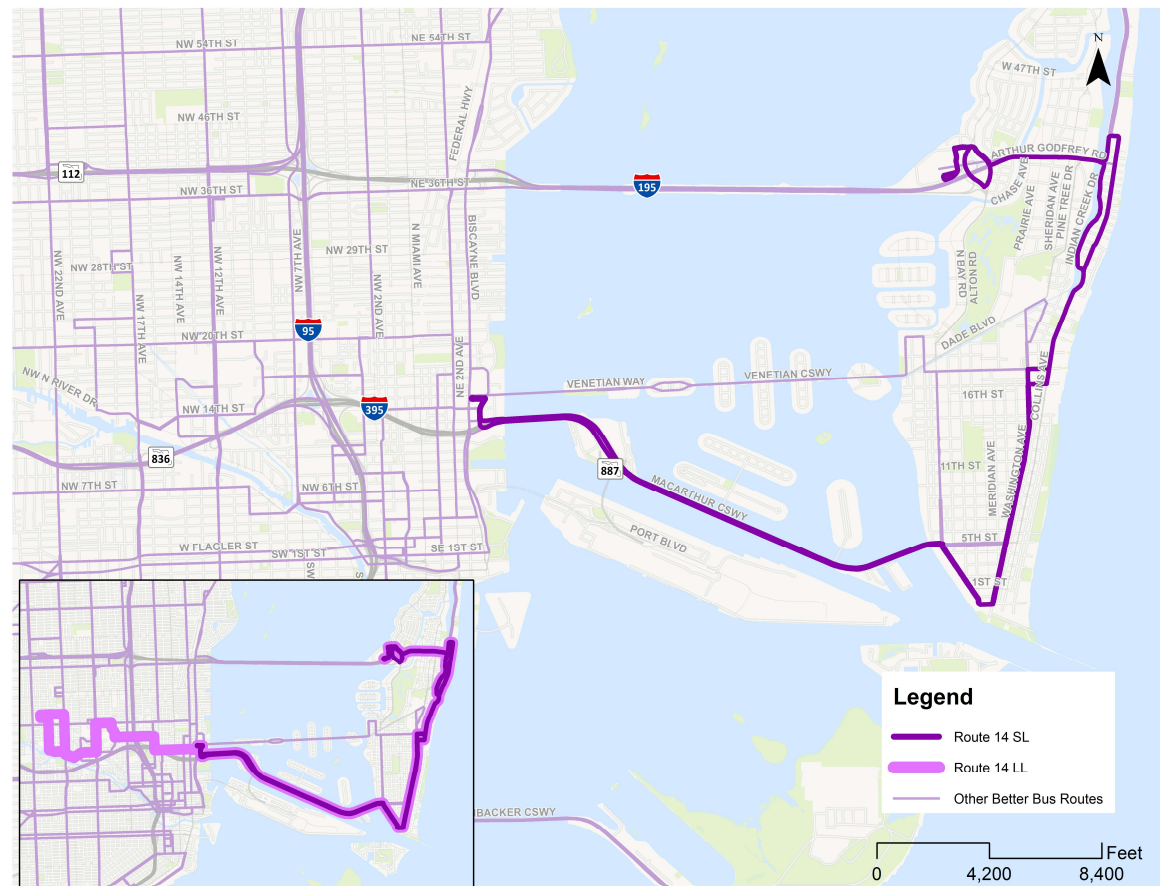 NW 54TH ST
NE 54TH ST
N
W 47TH ST
NW 46TH ST
FEDERAL HWY
ARTHUR GODFREY RD
112
NW 36TH ST
NE 36TH ST
195
CHASE AVE
PRAIRIE AVE
SHERIDAN AVE
PINE TREE DR
INDIAN CREEK DR
NW 22ND AVE
NW 28TH ST
NW 14TH AVE
NW 12TH AVE
NW 7TH AVE
NW 29TH ST
N MIAMI AVE
BISCAYNE BLVD
N BAY RD
ALTON RD
NW 17TH AVE
NW 2ND AVE
95
NW 20TH ST
NE 2ND AVE
DADE BLVD
NW N RIVER DR
VENETIAN WAY
VENETIAN CSWY
COLLINS AVE
16TH ST
NW 14TH ST
395
836
887
11TH ST
MERIDIAN AVE
WASHINGTON AVE
NW 7TH ST
NW 6TH ST
MACARTHUR CSWY
PORT BLVD
5TH ST
W FLAGLER ST
SW 1ST ST
SE 1ST ST
SW
S
1ST ST
Legend
Route 14 SL
Route 14 LL
Other Better Bus Routes
BACKER CSWY
Feet
0
4,200
8,400